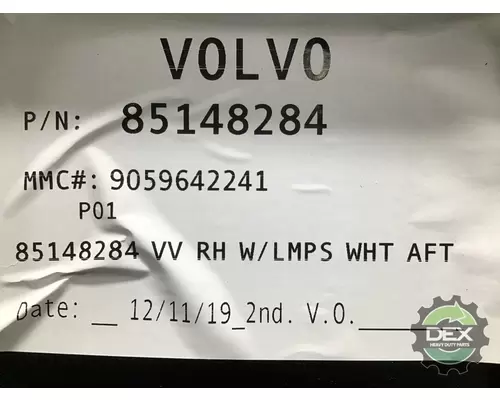 VOLVO
P/N: 85148284
MMC#: 9059642241
P01
85148284 VV RH W/LMPS WHT AFT
Date: __ 12/11/19_2nd. V.O.______
DEX
HEAVY DUTY PARTS